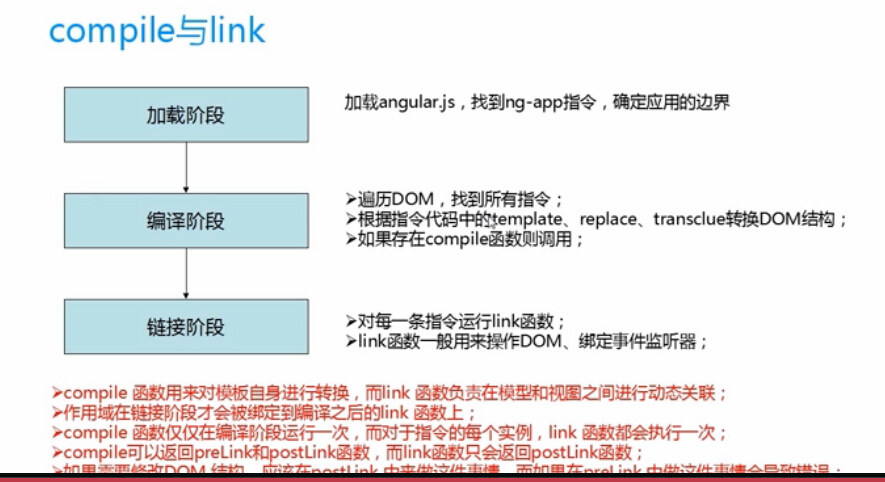 compile与link
加载阶段
加载angular.js，找到ng-app指令，确定应用的边界
编译阶段
➢遍历DOM，找到所有指令；
➢根据指令代码中的template、replace、transclue转换DOM结构；
➢如果存在compile函数则调用；
链接阶段
➢对每一条指令运行link函数；
➢link函数一般用来操作DOM、绑定事件监听器；
➢compile 函数用来对模板自身进行转换，而link 函数负责在模型和视图之间进行动态关联；
➢作用域在链接阶段才会被绑定到编译之后的link 函数上；
➢compile 函数仅仅在编译阶段运行一次，而对于指令的每个实例，link 函数都会执行一次；
➢compile可以返回preLink和postLink函数，而link函数只会返回postLink函数；
➢如果需要修改DOM 结构，应该在postLink 中来做这件事情，而如果在preLink 中做这件事情会导致错误；